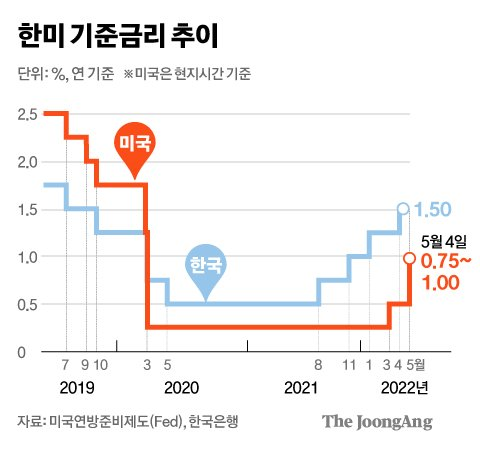 한미 기준금리 추이
단위: %, 연 기준 ※미국은 현지시간 기준
2.5
2.0
1.5
1.0
0.5
0
미국
한국
1.50
5월 4일
0.75~
1.00
7 9 10 3 5 8 11 1 3 4 5월
2019 2020 2021 2022년
자료: 미국연방준비제도(Fed), 한국은행
The JoongAng